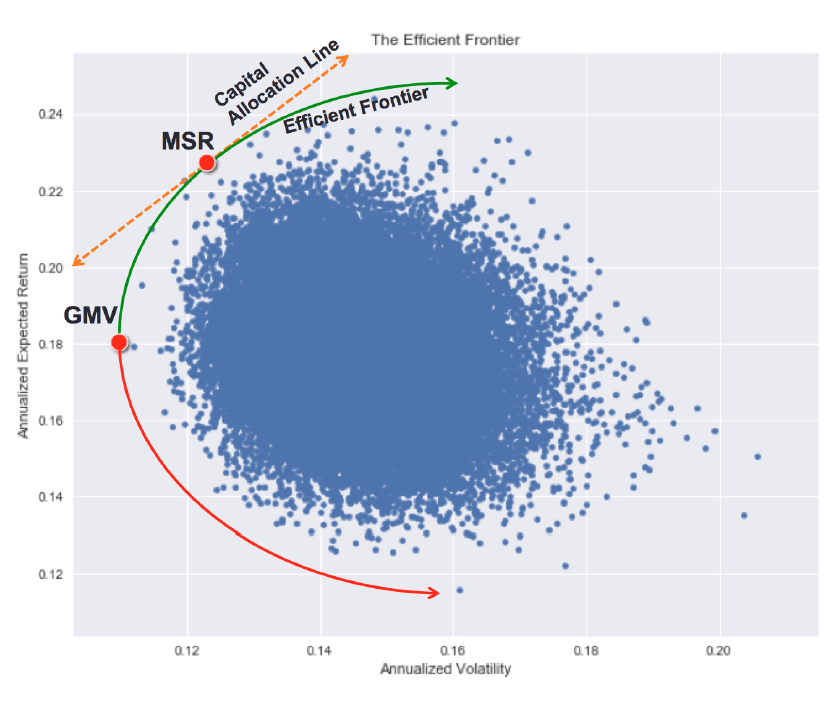 The Efficient Frontier
Capital
Allocation Line
Efficient Frontier
MSR
GMV
Annualized Expected Return
0.24
0.22
0.20
0.18
0.16
0.14
0.12
0.12 0.14 0.16 0.18 0.20
Annualized Volatility